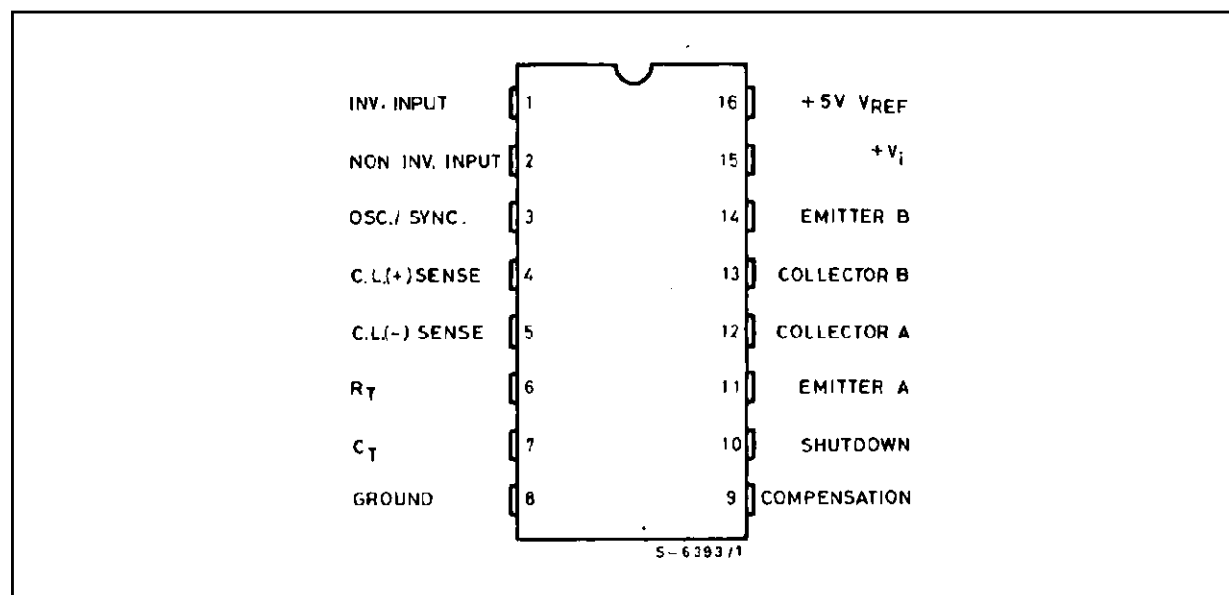 INV. INPUT 1 16 +5V VREF
NON INV. INPUT 2 15 +Vi
OSC./ SYNC. 3 14 EMITTER B
C.L.(+) SENSE 4 13 COLLECTOR B
C.L.(-) SENSE 5 12 COLLECTOR A
RT 6 11 EMITTER A
CT 7 10 SHUTDOWN
GROUND 8 9 COMPENSATION
S-6393/1